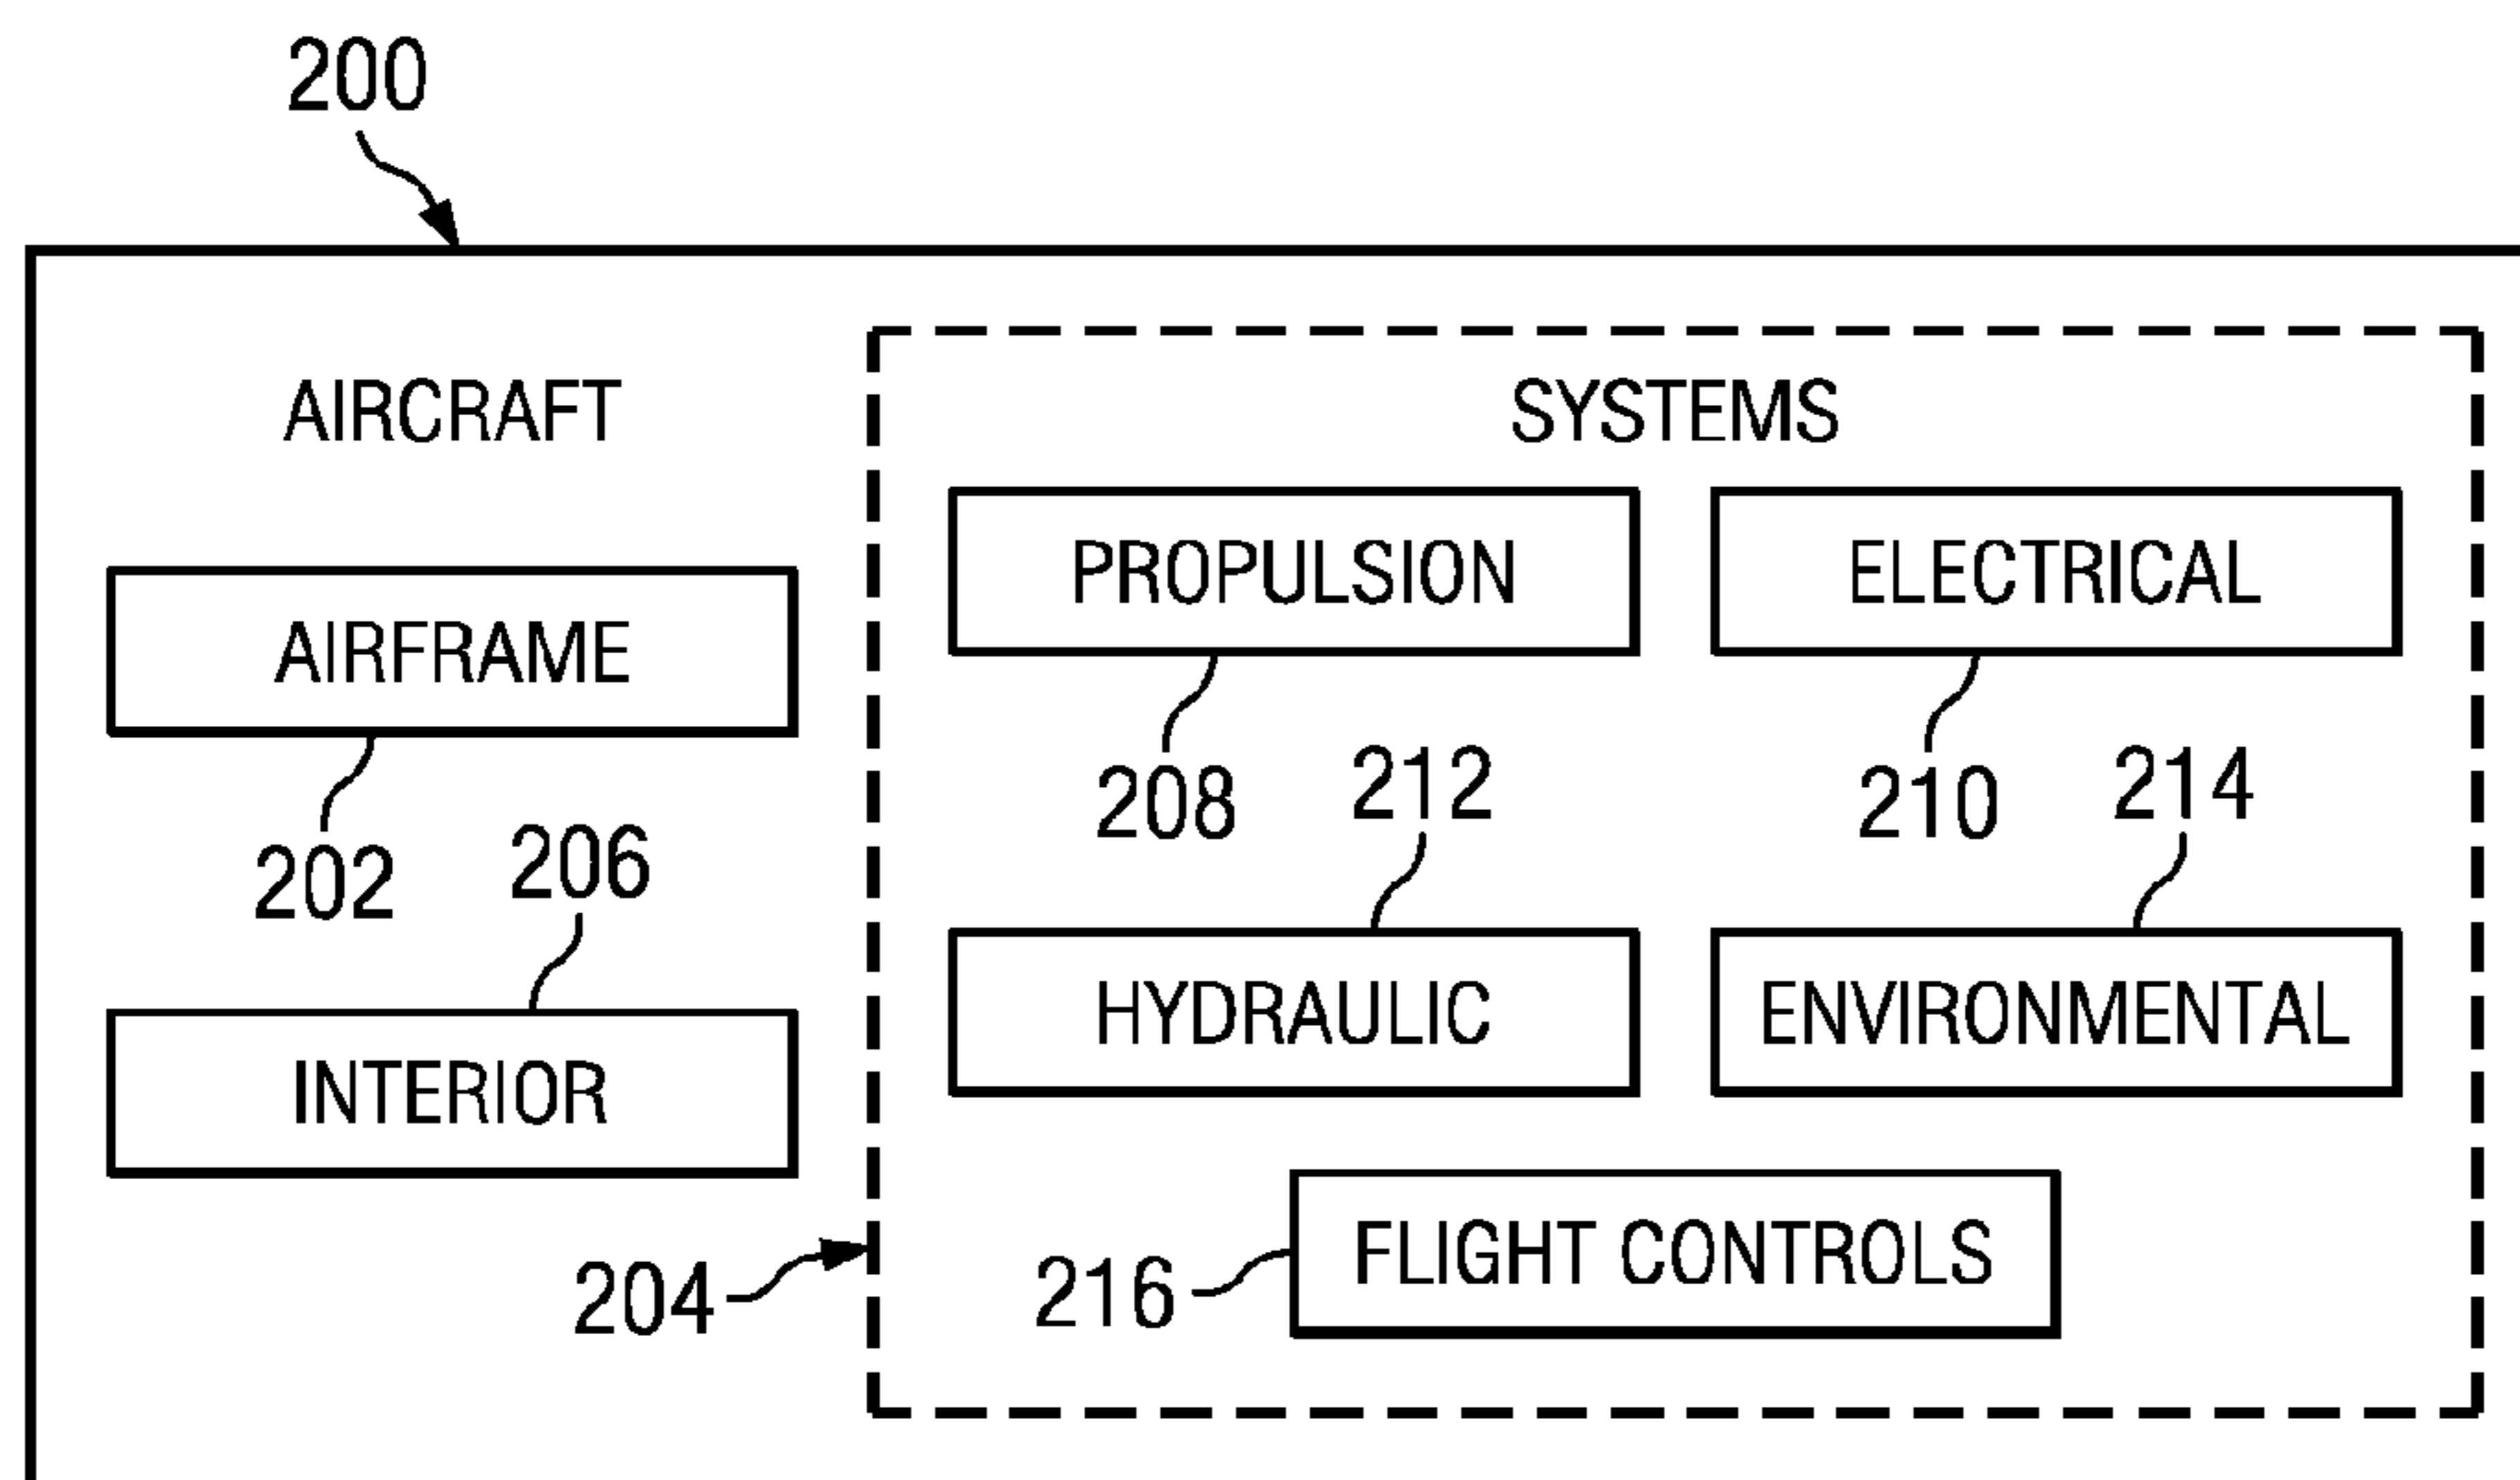 200
AIRCRAFT
SYSTEMS
PROPULSION
ELECTRICAL
AIRFRAME
208
212
210
214
202
206
HYDRAULIC
ENVIRONMENTAL
INTERIOR
204
216
FLIGHT CONTROLS